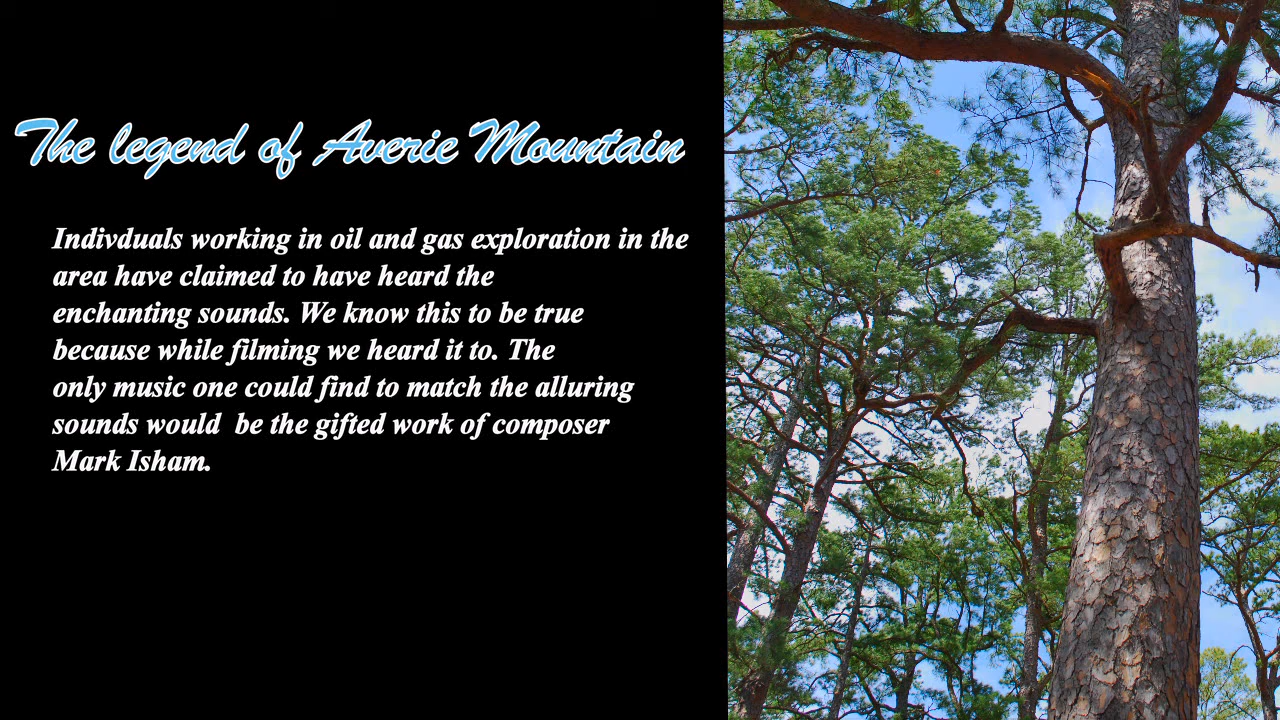 The legend of Averie Mountain
Indivduals working in oil and gas exploration in the
area have claimed to have heard the
enchanting sounds. We know this to be true
because while filming we heard it to. The
only music one could find to match the alluring
sounds would  be the gifted work of composer
Mark Isham.